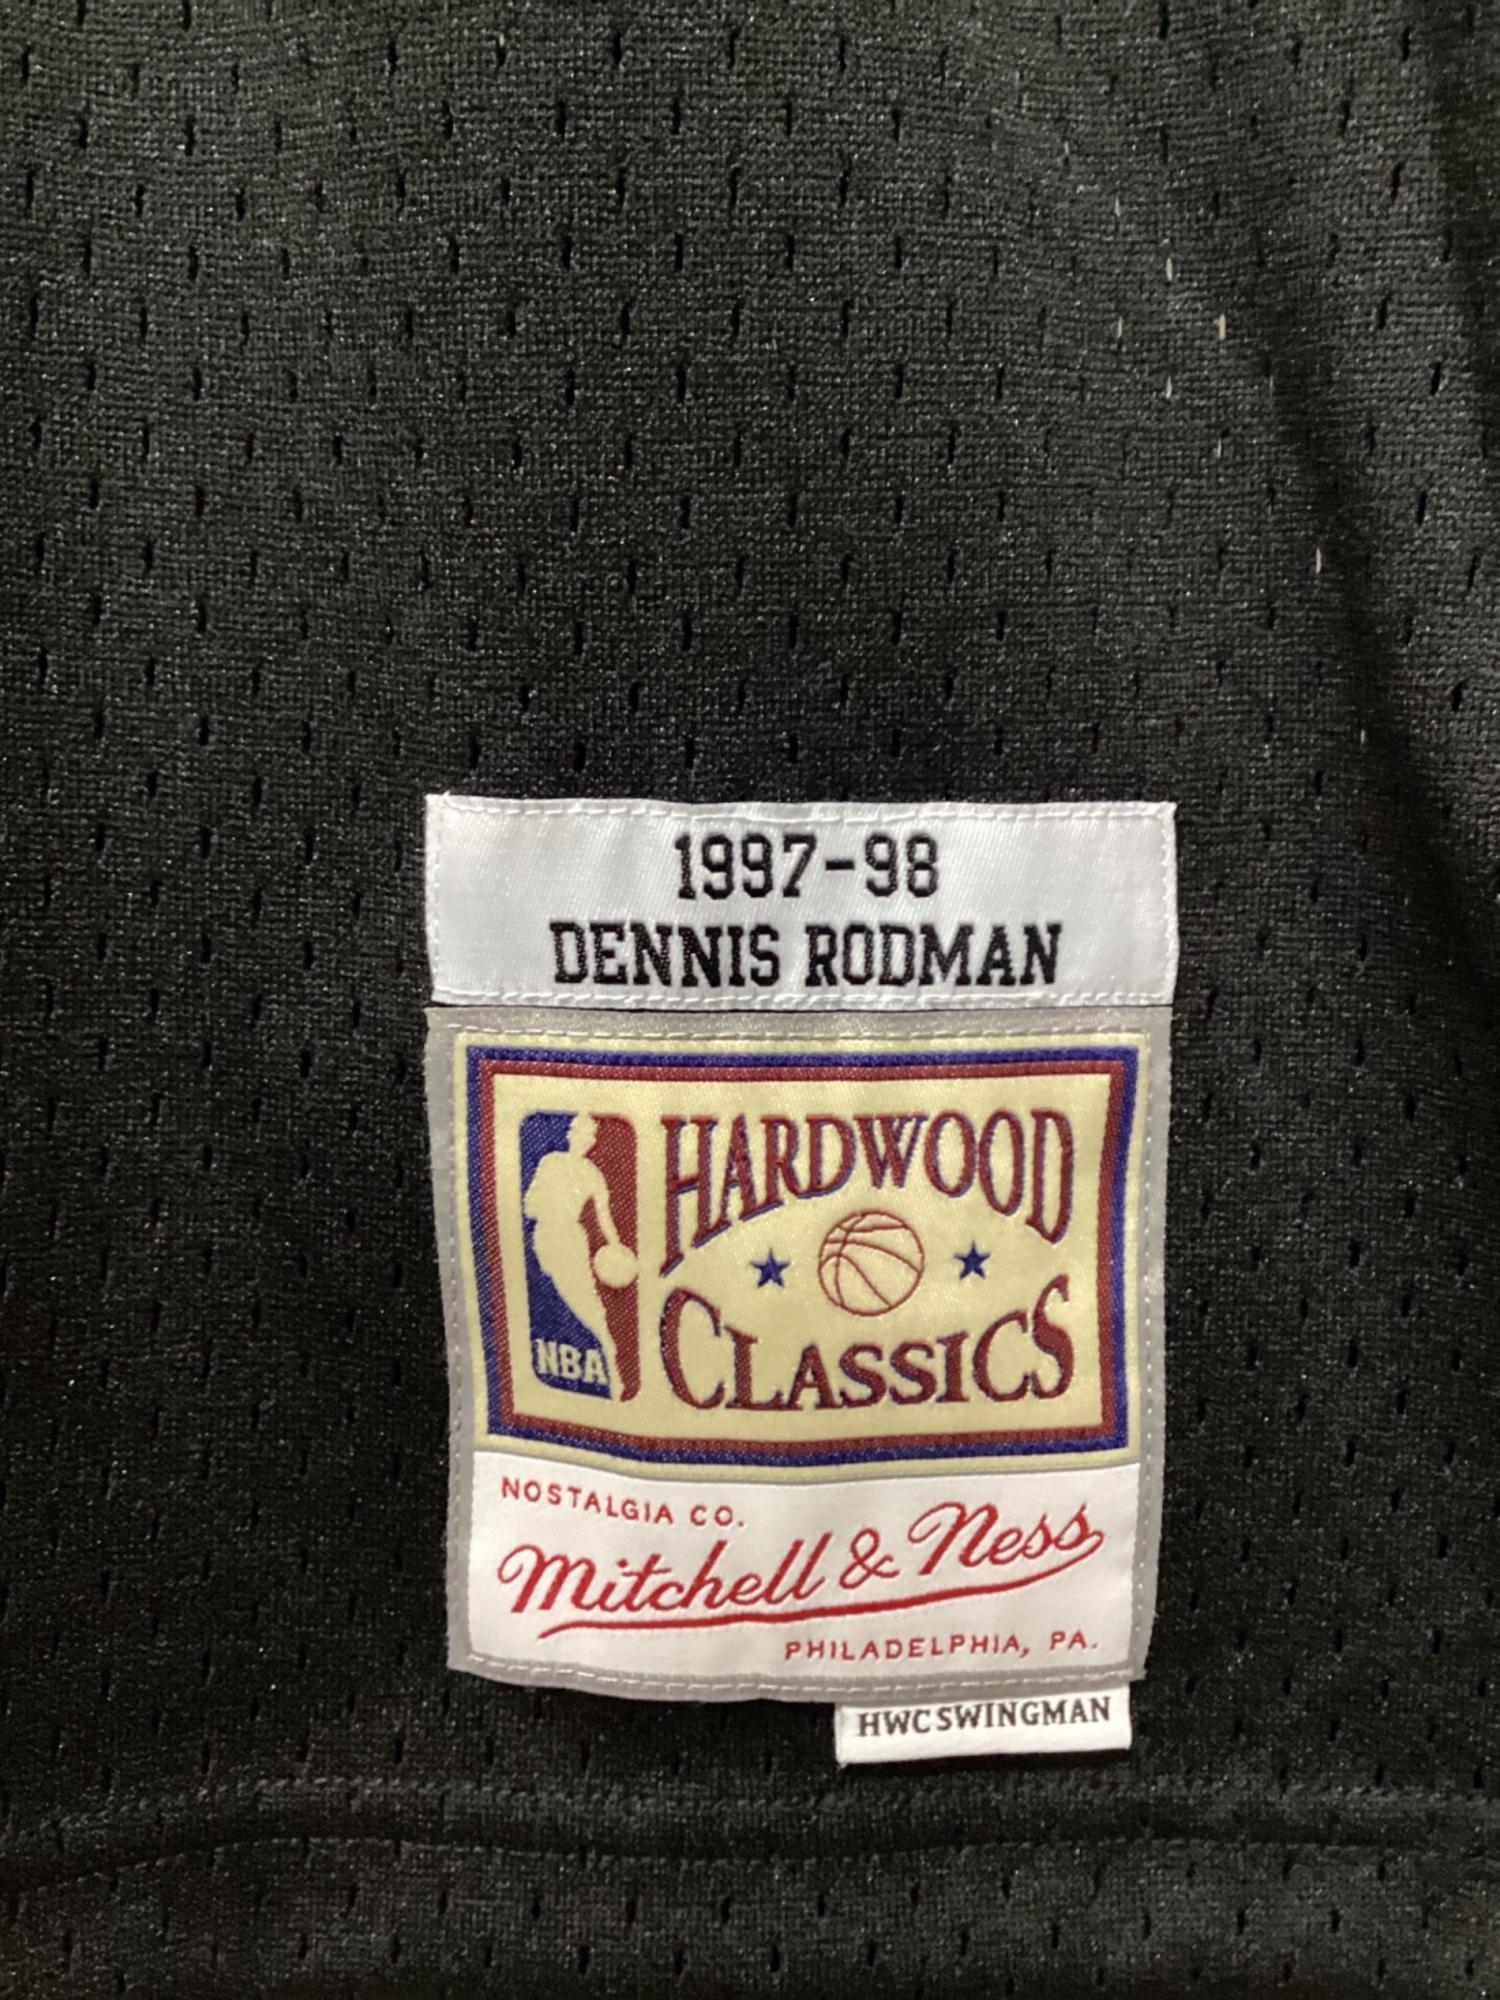 1997-98
DENNIS RODMAN
HARDWOOD
CLASSICS
NBA
NOSTALGIA CO.
Mitchell & Ness
PHILADELPHIA, PA.
HWC SWINGMAN